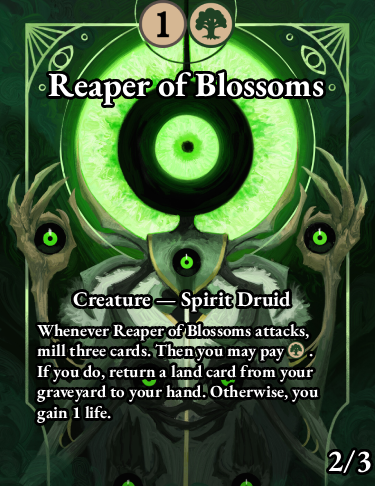 1
Reaper of Blossoms
Creature — Spirit Druid
Whenever Reaper of Blossoms attacks,
mill three cards. Then you may pay .
If you do, return a land card from your
graveyard to your hand. Otherwise, you
gain 1 life.
2/3